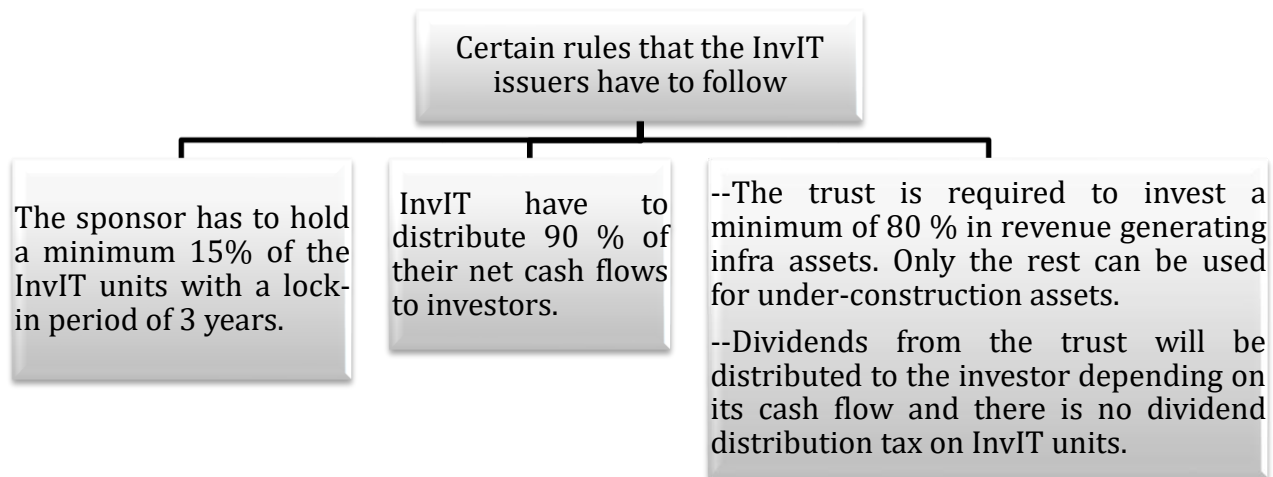 Certain rules that the InvIT
issuers have to follow
The sponsor has to hold
a minimum 15% of the
InvIT units with a lock-
in period of 3 years.
InvIT have to
distribute 90 % of
their net cash flows
to investors.
--The trust is required to invest a
minimum of 80 % in revenue generating
infra assets. Only the rest can be used
for under-construction assets.
--Dividends from the trust will be
distributed to the investor depending on
its cash flow and there is no dividend
distribution tax on InvIT units.